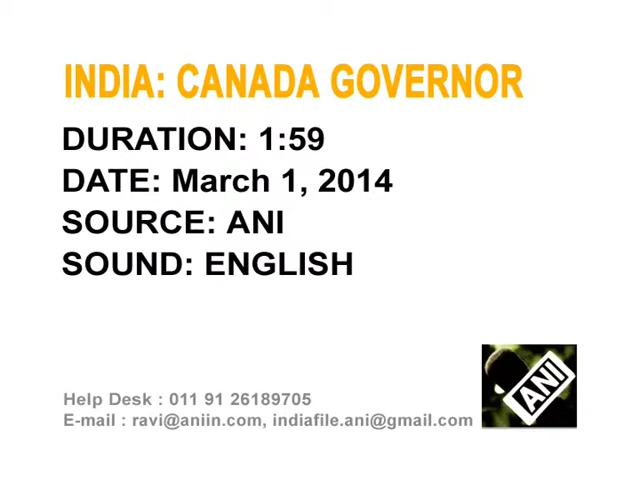 INDIA: CANADA GOVERNOR
DURATION: 1:59
DATE: March 1, 2014
SOURCE: ANI
SOUND: ENGLISH
Help Desk : 011 91 26189705
E-mail : ravi@aniin.com, indiafile.ani@gmail.com
ANI